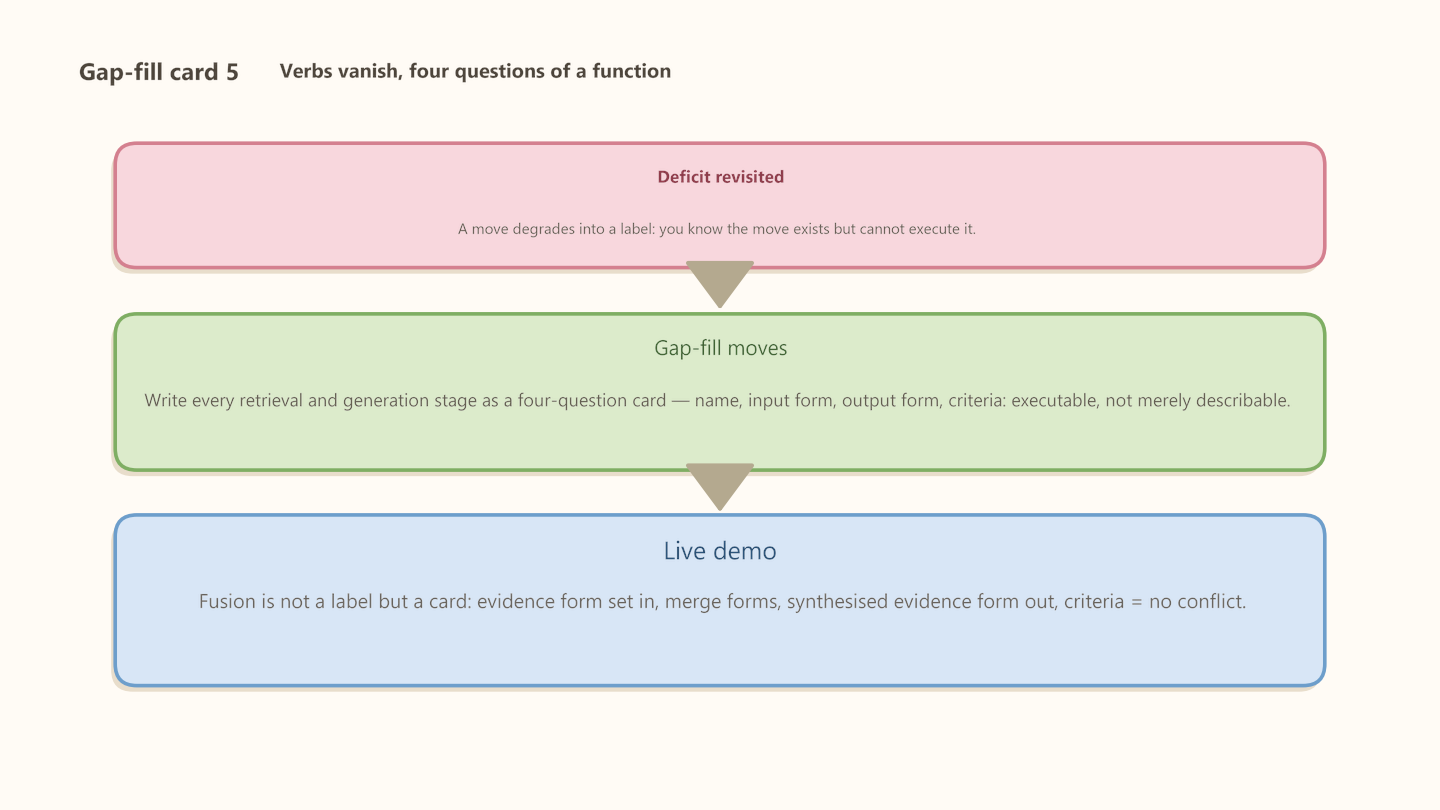 Gap-fill card 5
Verbs vanish, four questions of a function
Deficit revisited
A move degrades into a label: you know the move exists but cannot execute it.
Gap-fill moves
Write every retrieval and generation stage as a four-question card — name, input form, output form, criteria: executable, not merely describable.
Live demo
Fusion is not a label but a card: evidence form set in, merge forms, synthesised evidence form out, criteria = no conflict.